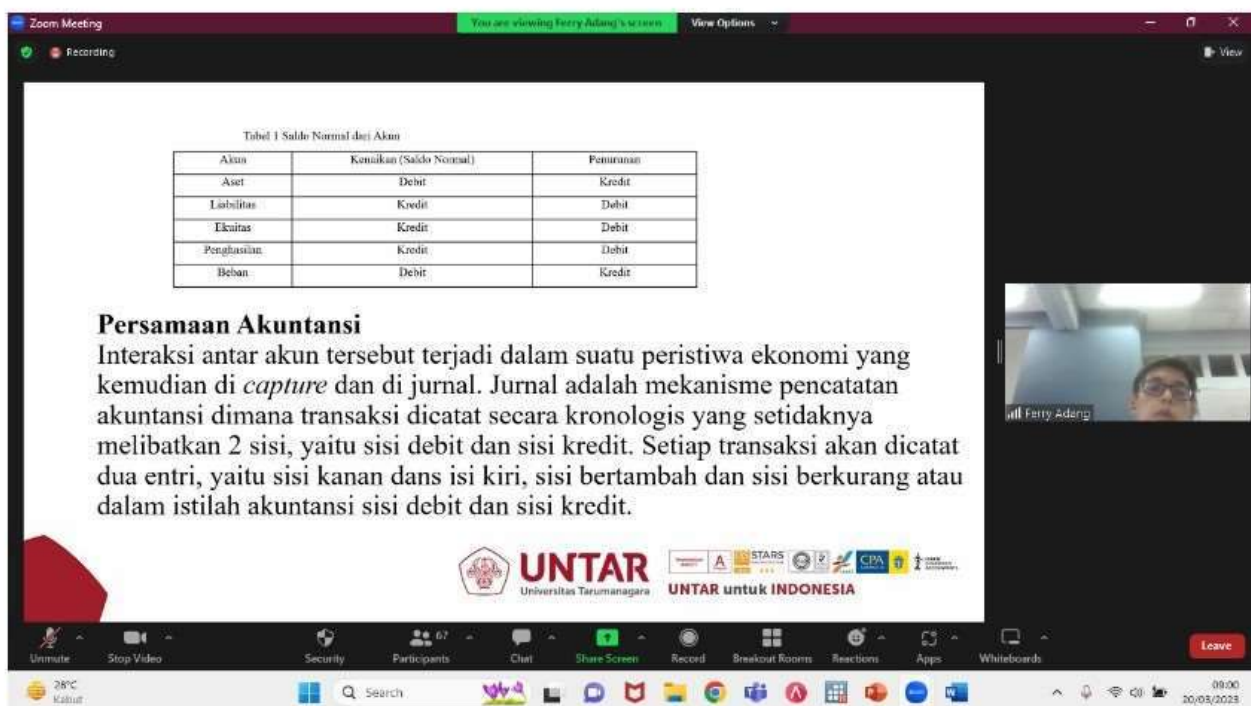 Zoom Meeting
You are viewing Ferry Adang's screen
View Options
Recording
View
Tabel 1 Saldo Normal dari Akun
Akun Kenaikan (Saldo Normal) Penurunan
Aset Debit Kredit
Liabilitas Kredit Debit
Ekuitas Kredit Debit
Penghasilan Kredit Debit
Beban Debit Kredit
Persamaan Akuntansi
Interaksi antar akun tersebut terjadi dalam suatu peristiwa ekonomi yang
kemudian di capture dan di jurnal. Jurnal adalah mekanisme pencatatan
akuntansi dimana transaksi dicatat secara kronologis yang setidaknya
melibatkan 2 sisi, yaitu sisi debit dan sisi kredit. Setiap transaksi akan dicatat
dua entri, yaitu sisi kanan dans isi kiri, sisi bertambah dan sisi berkurang atau
dalam istilah akuntansi sisi debit dan sisi kredit.
Ferry Adang
UNTAR
Universitas Tarumanagara
A
STARS
CPA
UNTAR untuk INDONESIA
Unmute
Stop Video
Security
67
Participants
Chat
Share Screen
Record
Breakout Rooms
Reactions
Apps
Whiteboards
Leave
28°C
Kabut
Search
09:00
20/03/2023